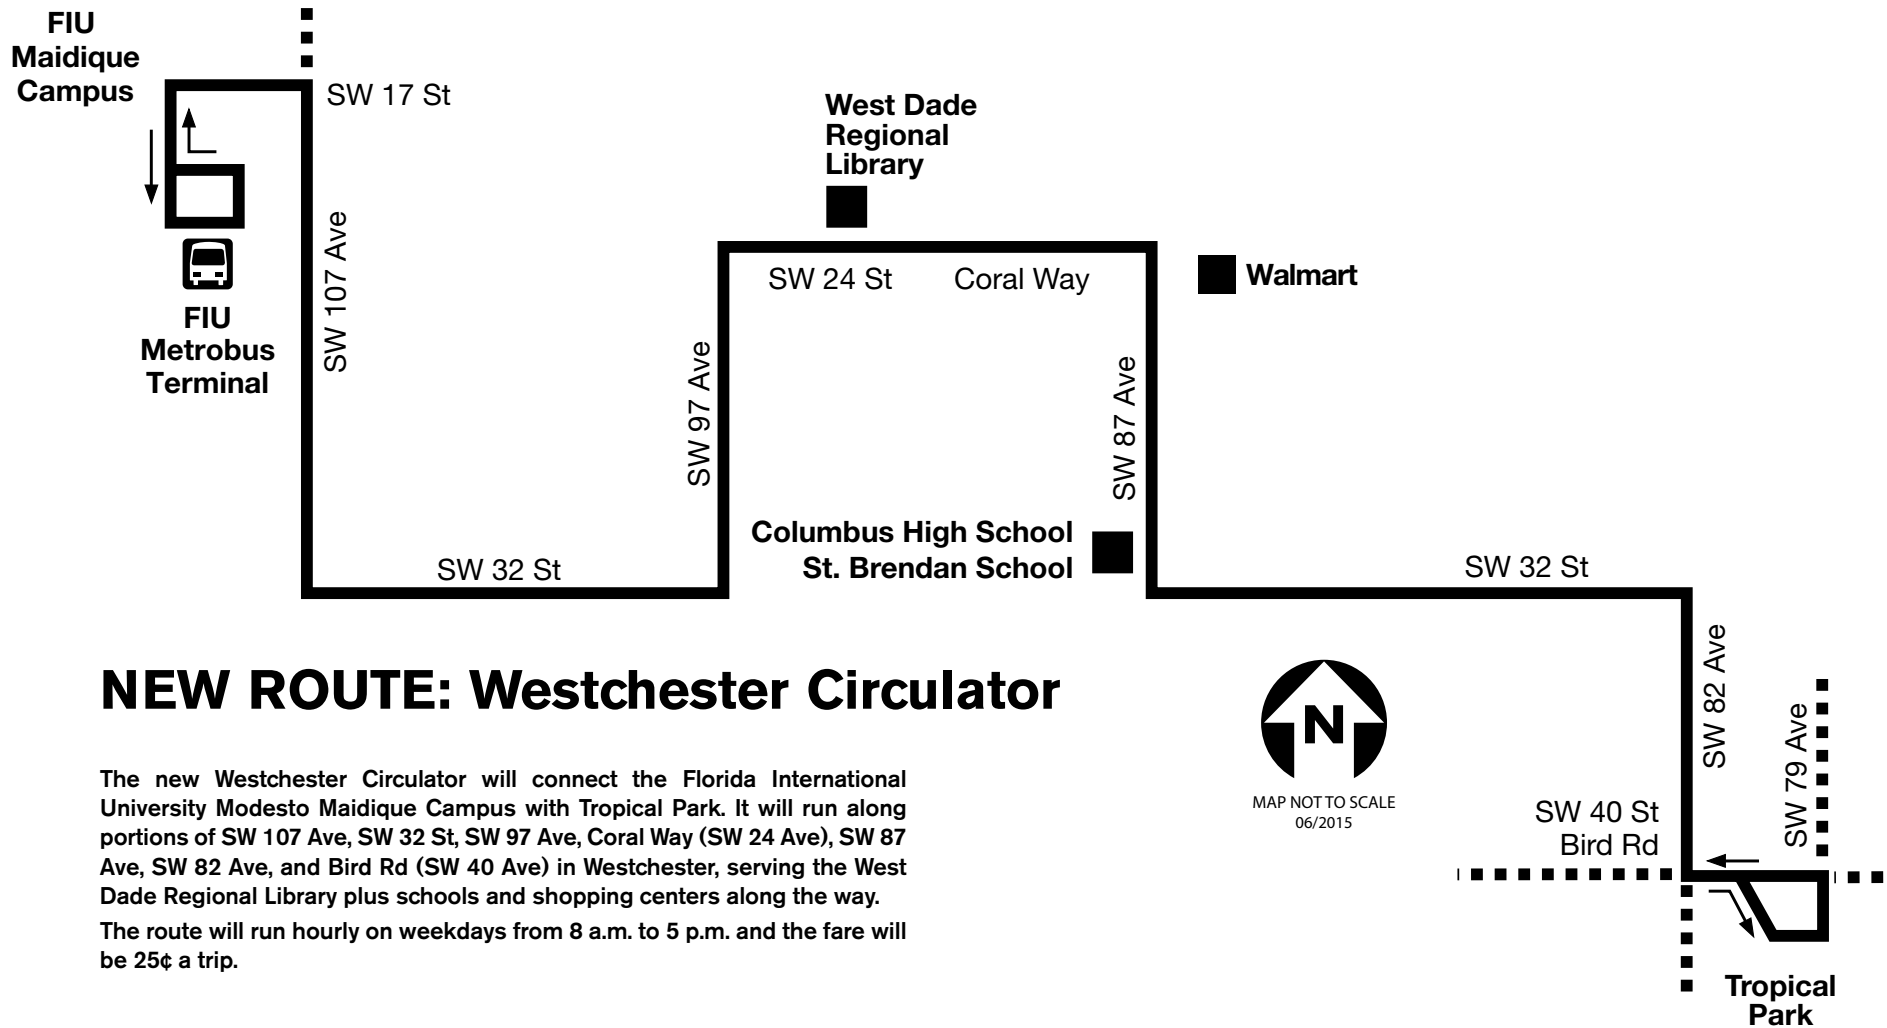 FIU
Maidique
Campus
SW 17 St
West Dade
Regional
Library
SW 107 Ave
SW 24 St
Coral Way
Walmart
FIU
Metrobus
Terminal
SW 97 Ave
SW 87 Ave
Columbus High School
St. Brendan School
SW 32 St
SW 32 St
NEW ROUTE: Westchester Circulator
The new Westchester Circulator will connect the Florida International
University Modesto Maidique Campus with Tropical Park. It will run along
portions of SW 107 Ave, SW 32 St, SW 97 Ave, Coral Way (SW 24 Ave), SW 87
Ave, SW 82 Ave, and Bird Rd (SW 40 Ave) in Westchester, serving the West
Dade Regional Library plus schools and shopping centers along the way.
The route will run hourly on weekdays from 8 a.m. to 5 p.m. and the fare will
be 25¢ a trip.
N
MAP NOT TO SCALE
06/2015
SW 82 Ave
SW 79 Ave
SW 40 St
Bird Rd
Tropical
Park